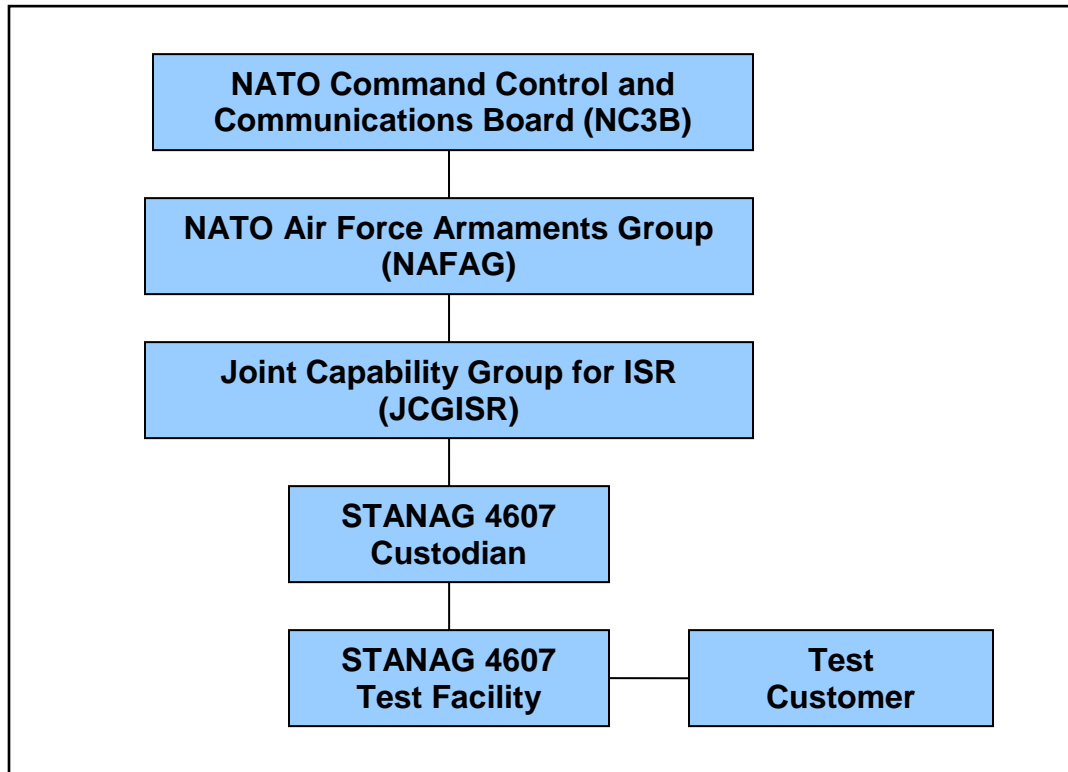 NATO Command Control and
Communications Board (NC3B)
NATO Air Force Armaments Group
(NAFAG)
Joint Capability Group for ISR
(JCGISR)
STANAG 4607
Custodian
STANAG 4607
Test Facility
Test
Customer